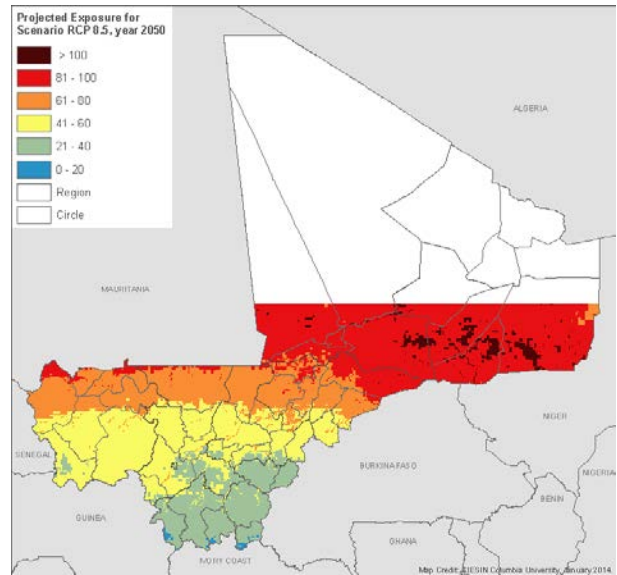 Projected Exposure for
Scenario RCP 8.5, year 2050
> 100
81 - 100
61 - 80
41 - 60
21 - 40
0 - 20
Region
Circle
ALGERIA
MAURITANIA
NIGER
SENEGAL
BURKINA FASO
NIGERIA
BENIN
GUINEA
GHANA
IVORY COAST
Map Credit: CIESIN Columbia University, January 2014.